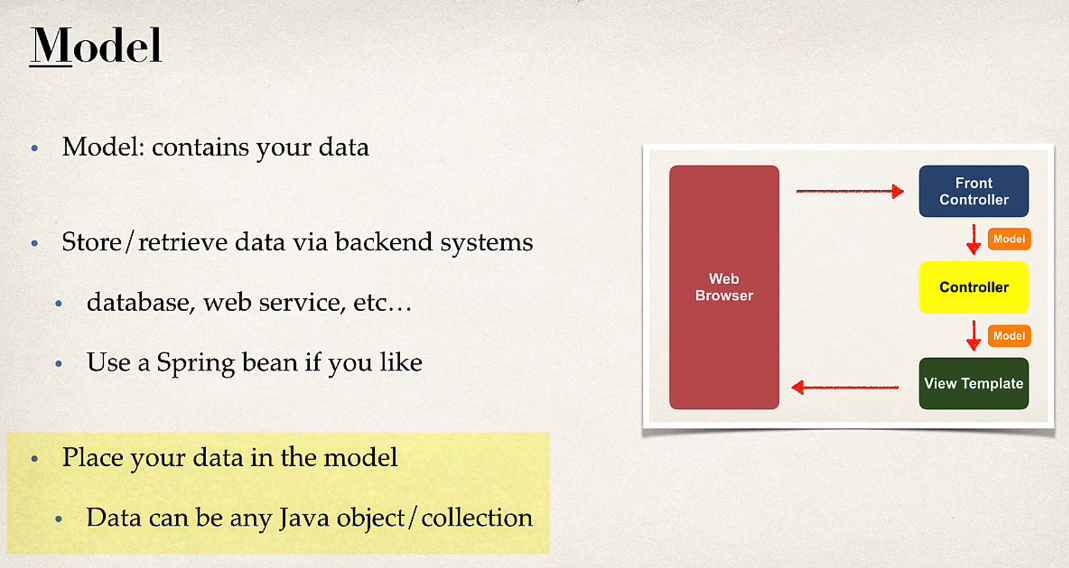 Model
Model: contains your data
Store/retrieve data via backend systems
database, web service, etc…
Use a Spring bean if you like
Place your data in the model
Data can be any Java object/collection
Web
Browser
Front
Controller
Model
Controller
Model
View Template